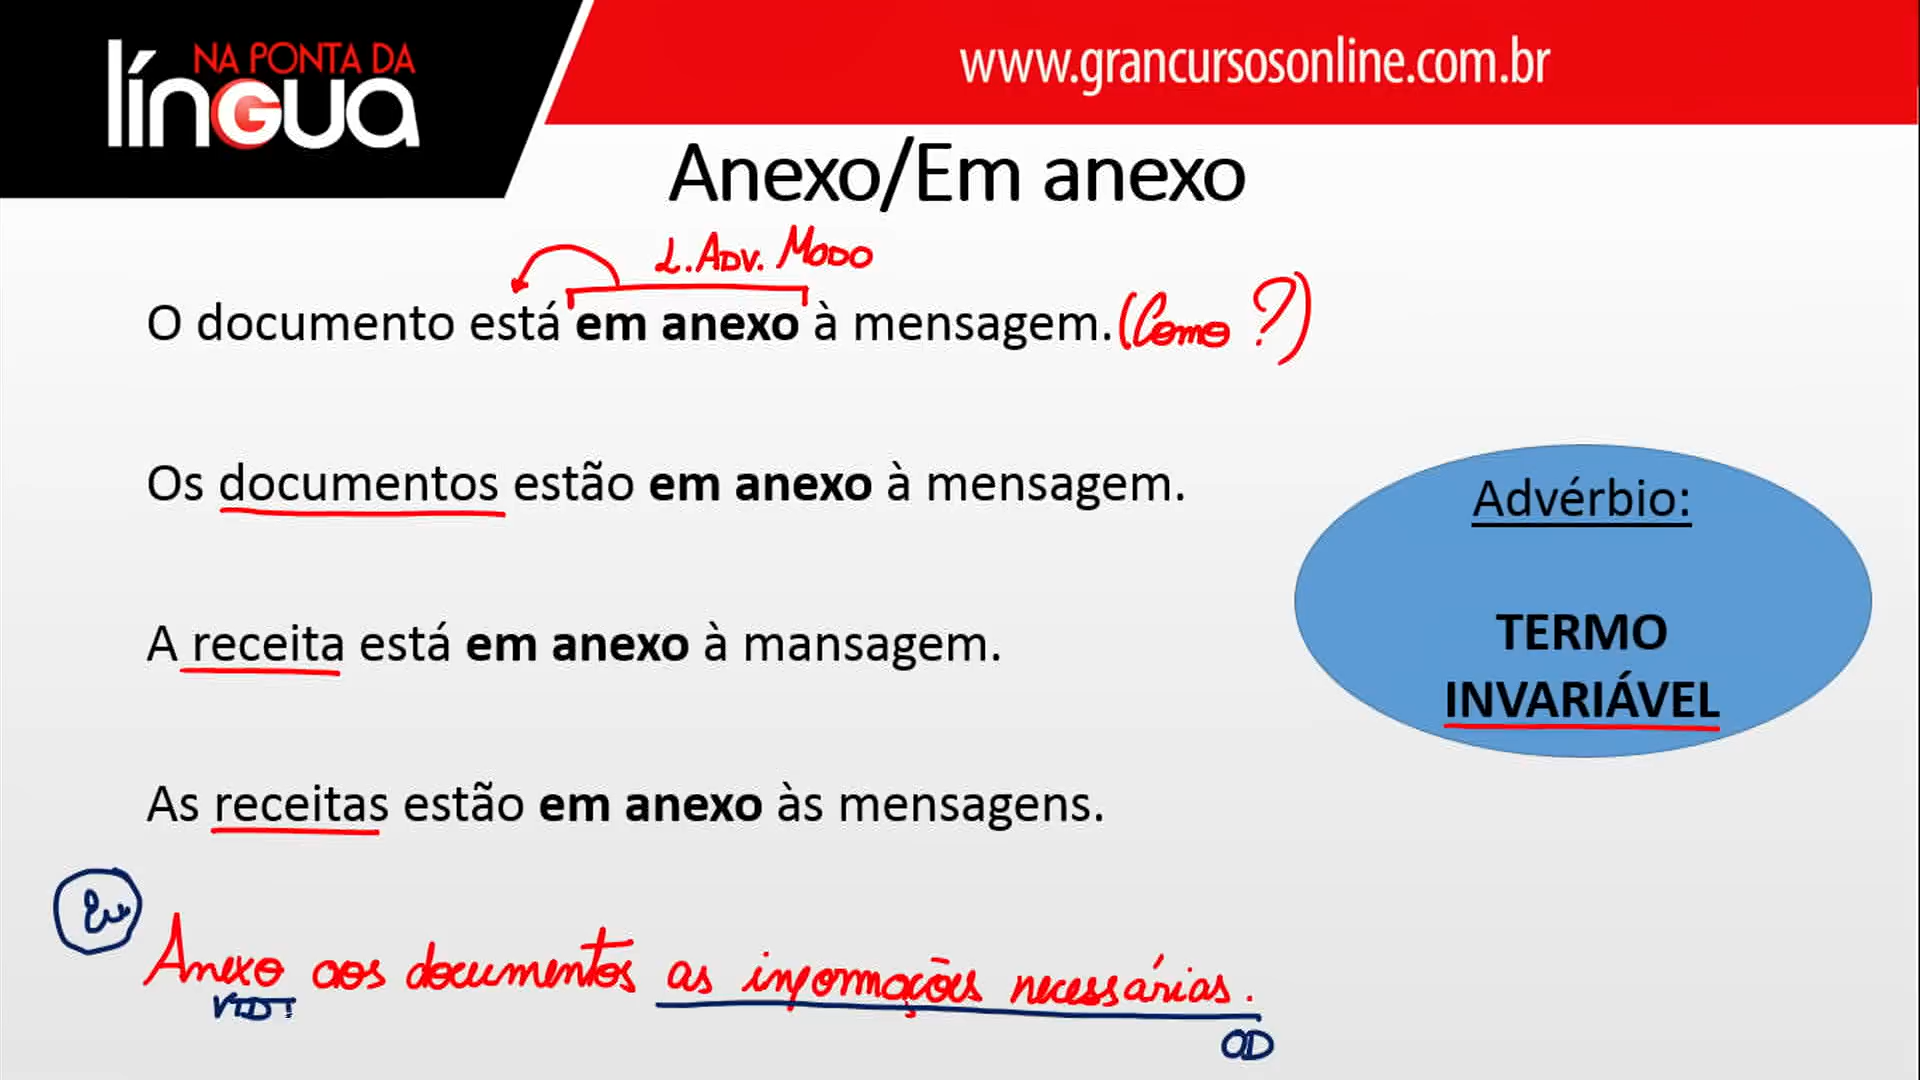 NA PONTA DA
línGUA
www.grancursosonline.com.br
Anexo/Em anexo
L. ADV. MODO
O documento está em anexo à mensagem. (Como ?)
Os documentos estão em anexo à mensagem.
Advérbio:
TERMO
INVARIÁVEL
A receita está em anexo à mansagem.
As receitas estão em anexo às mensagens.
Eu
Anexo aos documentos as informações necessárias.
VTDI
OD